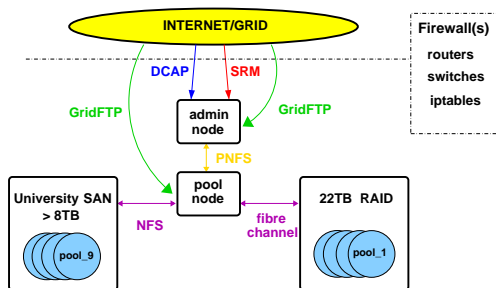 INTERNET/GRID
Firewall(s)
routers
switches
iptables
DCAP
SRM
GridFTP
GridFTP
admin
node
PNFS
pool
node
University SAN
> 8TB
pool_9
NFS
fibre
channel
22TB RAID
pool_1